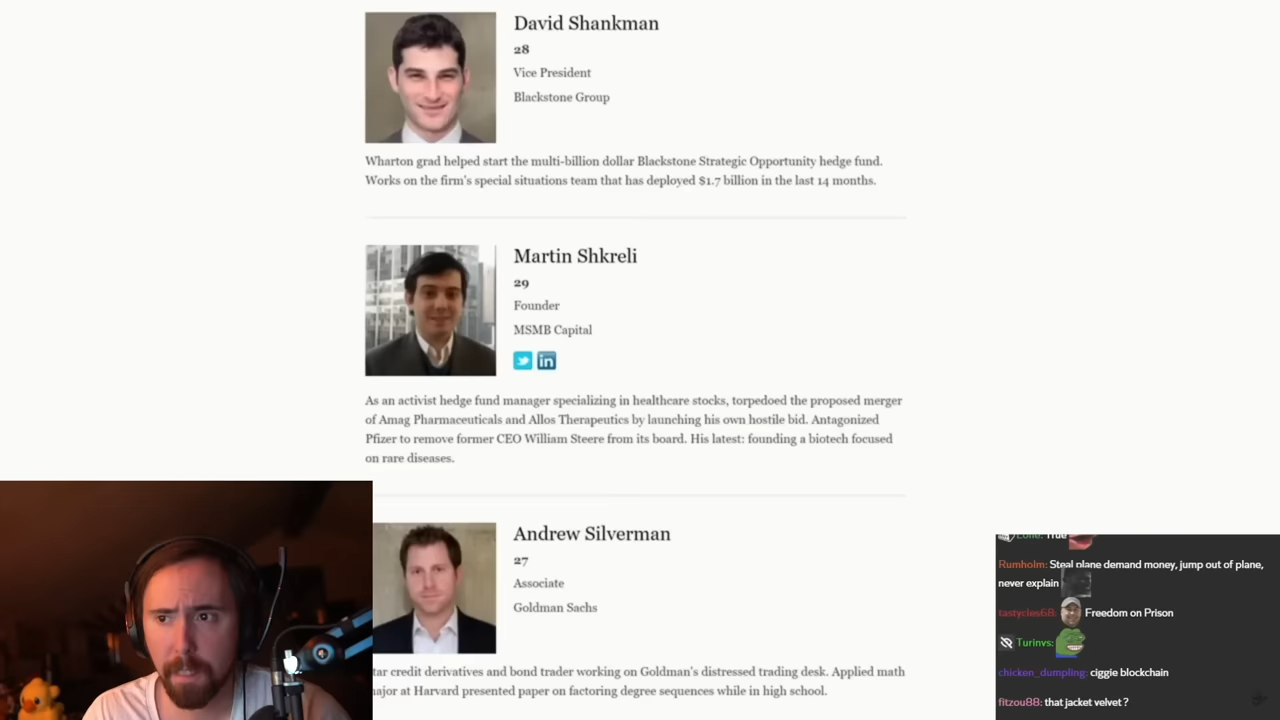 David Shankman
28
Vice President
Blackstone Group
Wharton grad helped start the multi-billion dollar Blackstone Strategic Opportunity hedge fund.
Works on the firm's special situations team that has deployed $1.7 billion in the last 14 months.
Martin Shkreli
29
Founder
MSMB Capital
in
As an activist hedge fund manager specializing in healthcare stocks, torpedoed the proposed merger
of Amag Pharmaceuticals and Allos Therapeutics by launching his own hostile bid. Antagonized
Pfizer to remove former CEO William Steere from its board. His latest: founding a biotech focused
on rare diseases.
Andrew Silverman
27
Associate
Goldman Sachs
tar credit derivatives and bond trader working on Goldman's distressed trading desk. Applied math
ajor at Harvard presented paper on factoring degree sequences while in high school.
True
Rumholm: Steal plane demand money, jump out of plane,
never explain
tastycles68: Freedom on Prison
Turinvs:
chicken_dumpling: ciggie blockchain
fitzou88: that jacket velvet ?